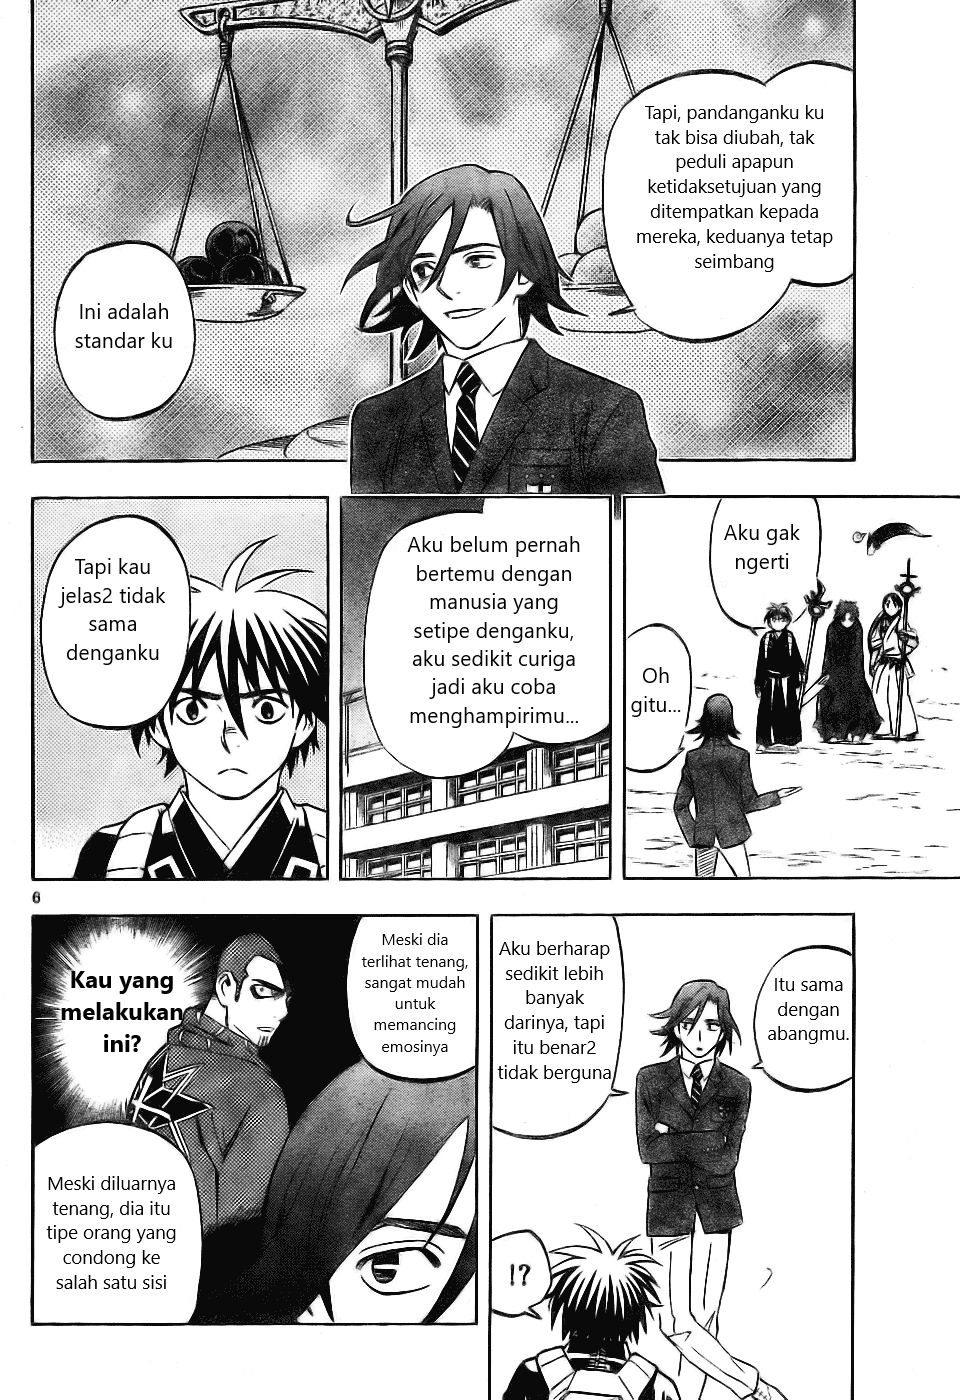 Tapi, pandanganku ku
tak bisa diubah, tak
peduli apapun
ketidaksetujuan yang
ditempatkan kepada
mereka, keduanya tetap
seimbang
Ini adalah
standar ku
Aku gak
ngerti
Oh
gitu...
Aku belum pernah
bertemu dengan
manusia yang
setipe denganku,
aku sedikit curiga
jadi aku coba
menghampirimu...
Tapi kau
jelas2 tidak
sama
denganku
6
Itu sama
dengan
abangmu.
Aku berharap
sedikit lebih
banyak
darinya, tapi
itu benar2
tidak berguna
!?
Meski dia
terlihat tenang,
sangat mudah
untuk
memancing
emosinya
Kau yang
melakukan
ini?
Meski diluarnya
tenang, dia itu
tipe orang yang
condong ke
salah satu sisi